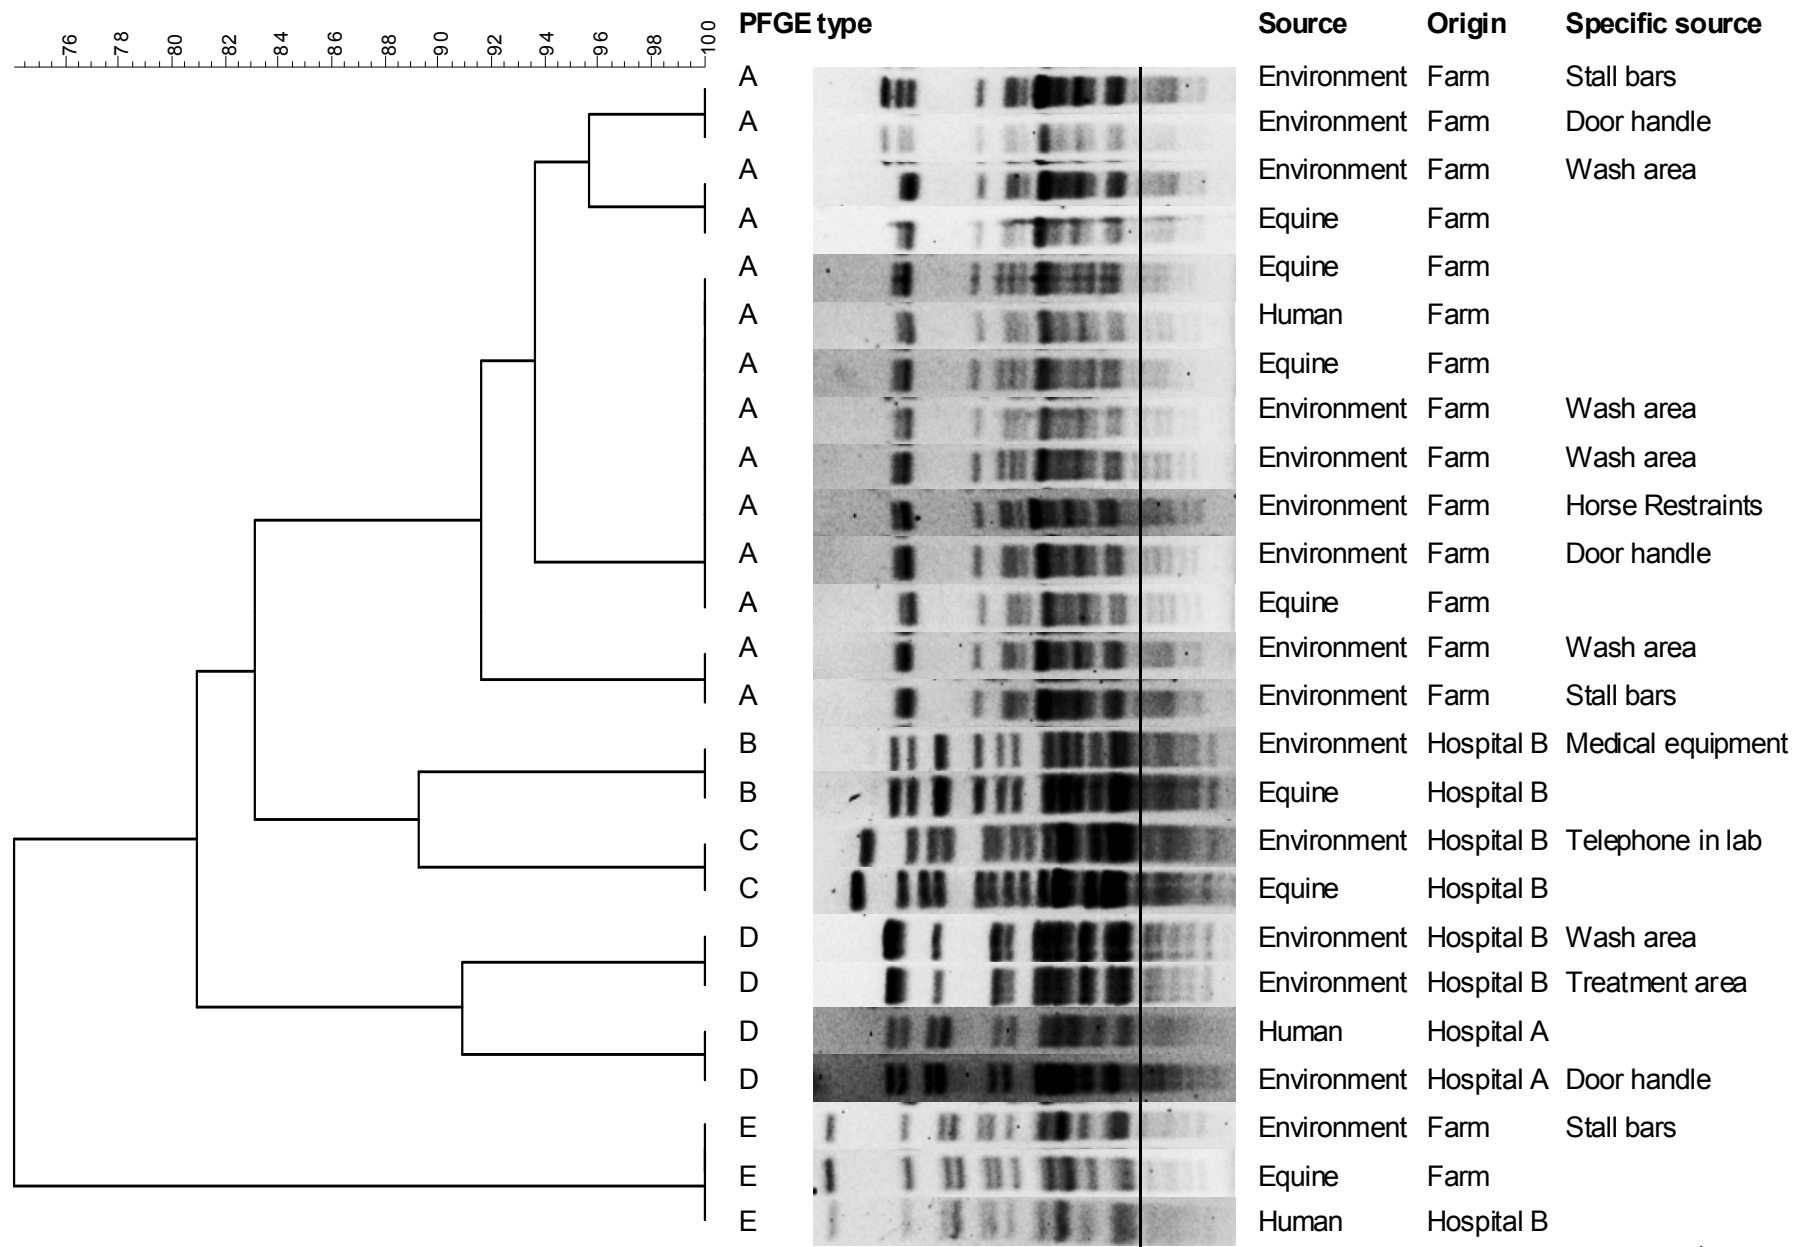 76 78 80 82 84 86 88 90 92 94 96 98 100 PFGE type Source Origin Specific source
A Environment Farm Stall bars
A Environment Farm Door handle
A Environment Farm Wash area
A Equine Farm
A Equine Farm
A Human Farm
A Equine Farm
A Environment Farm Wash area
A Environment Farm Wash area
A Environment Farm Horse Restraints
A Environment Farm Door handle
A Equine Farm
A Environment Farm Wash area
A Environment Farm Stall bars
B Environment Hospital B Medical equipment
B Equine Hospital B
C Environment Hospital B Telephone in lab
C Equine Hospital B
D Environment Hospital B Wash area
D Environment Hospital B Treatment area
D Human Hospital A
D Environment Hospital A Door handle
E Environment Farm Stall bars
E Equine Farm
E Human Hospital B